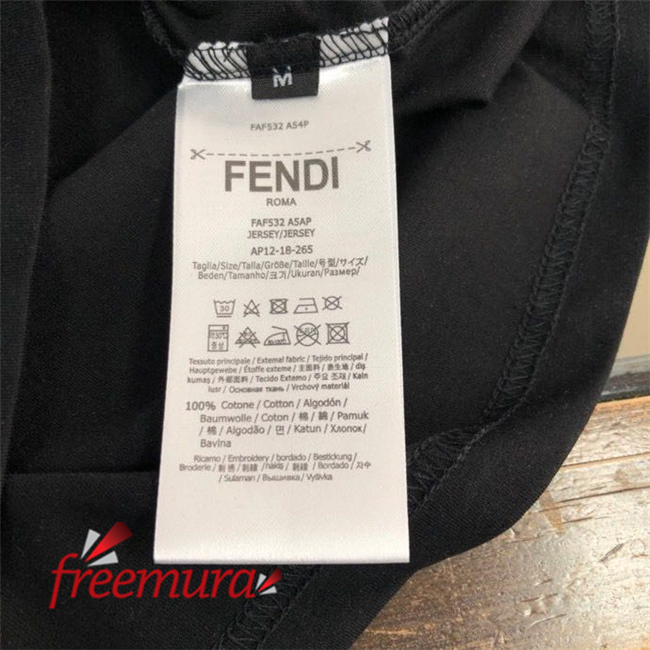 M
FAF532 A54P
FENDI
ROMA
FAF532 A5AP
JERSEY/JERSEY
AP12-18-265
Taglia/Size/Talla/Größe/Taille/号型/サイズ/
Beden/Tamanho/크기/Ukuran/Размер/
30
Tessuto principale / External fabric / Tejido principal /
Hauptgewebe / Étoffe externe / 主面料 / 表生地 / dış
kumaş / 外部面料 / Tecido Externo / 주요 조재 / Kain
luar / Основная ткань / Vrchový materiál
100% Cotone / Cotton / Algodón /
Baumwolle / Coton / 棉 / 綿 / Pamuk
/ 棉 / Algodão / 면 / Katun / Хлопок/
Bavlna
Ricamo / Embroidery / bordado / Bestickung /
Broderie / 刺绣 / 刺繍 / nakış / / Bordado / 자수
/ Sulaman / Вышивка / Výšivka
freemura